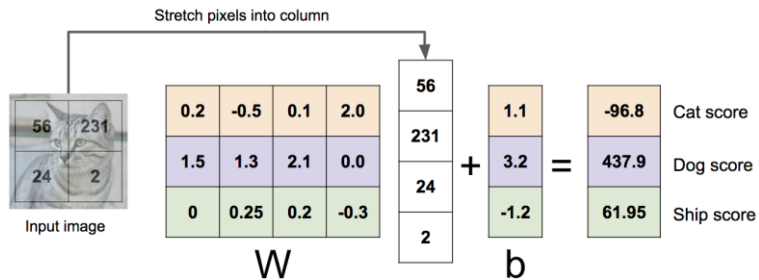 Stretch pixels into column
56 231
24 2
Input image
0.2 -0.5 0.1 2.0
1.5 1.3 2.1 0.0
0 0.25 0.2 -0.3
W
56
231
24
2
+
1.1
3.2
-1.2
b
=
-96.8 Cat score
437.9 Dog score
61.95 Ship score